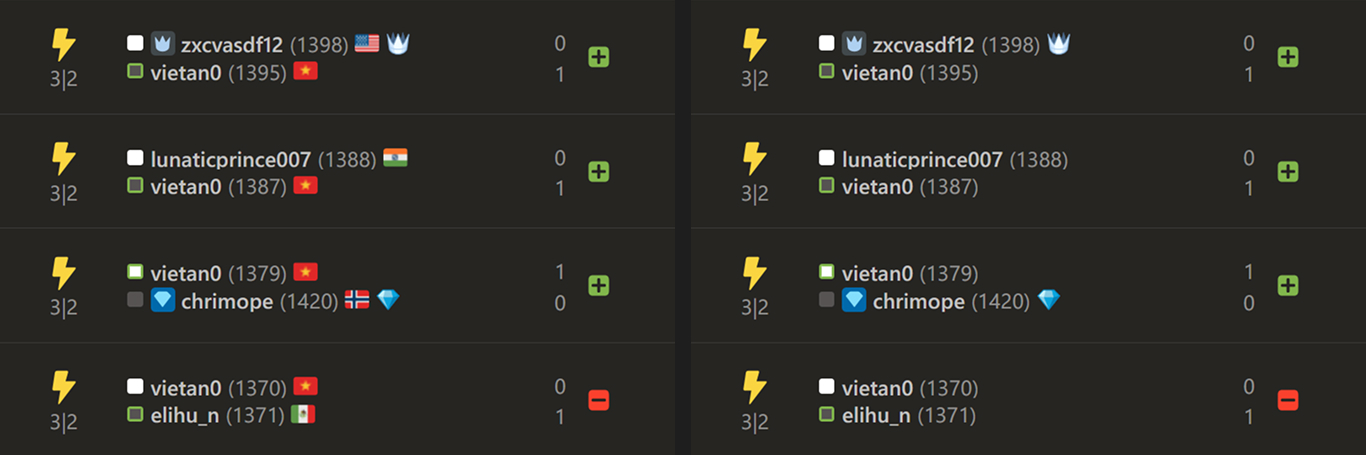 zxcvasdf12 (1398) 0
3|2 vietan0 (1395) 1
lunaticprince007 (1388) 0
3|2 vietan0 (1387) 1
vietan0 (1379) 1
3|2 chrimope (1420) 0
vietan0 (1370) 0
3|2 elihu_n (1371) 1
zxcvasdf12 (1398) 0
3|2 vietan0 (1395) 1
lunaticprince007 (1388) 0
3|2 vietan0 (1387) 1
vietan0 (1379) 1
3|2 chrimope (1420) 0
vietan0 (1370) 0
3|2 elihu_n (1371) 1